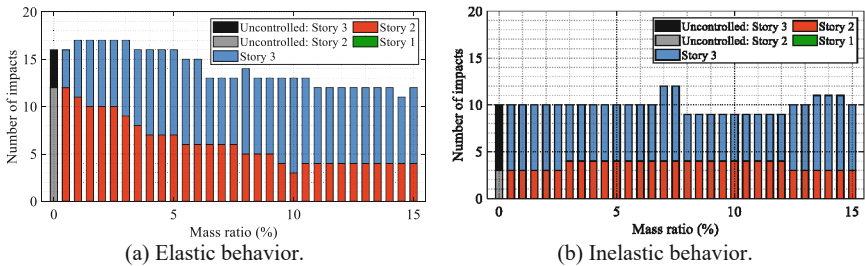 20
15
10
5
0
Number of impacts
Uncontrolled: Story 3
Uncontrolled: Story 2
Story 3
Story 2
Story 1
0
5
10
15
Mass ratio (%)
(a) Elastic behavior.
20
15
10
5
0
Number of impacts
Uncontrolled: Story 3
Uncontrolled: Story 2
Story 3
Story 2
Story 1
0
5
10
15
Mass ratio (%)
(b) Inelastic behavior.